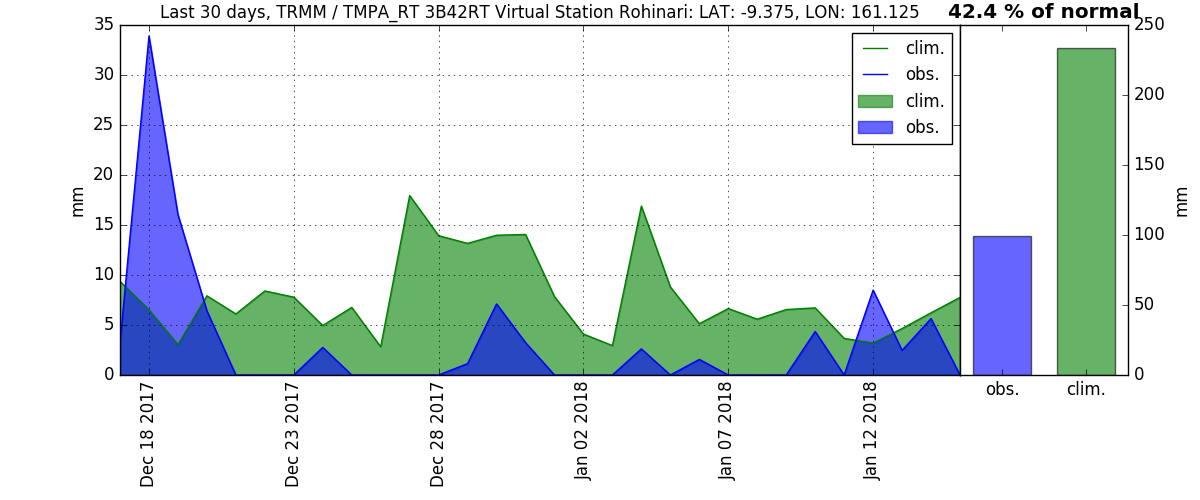 Last 30 days, TRMM / TMPA_RT 3B42RT Virtual Station Rohinari: LAT: -9.375, LON: 161.125
42.4 % of normal
35
30
25
20
15
10
5
0
mm
clim.
obs.
clim.
obs.
Dec 18 2017
Dec 23 2017
Dec 28 2017
Jan 02 2018
Jan 07 2018
Jan 12 2018
250
200
150
100
50
0
mm
obs.
clim.